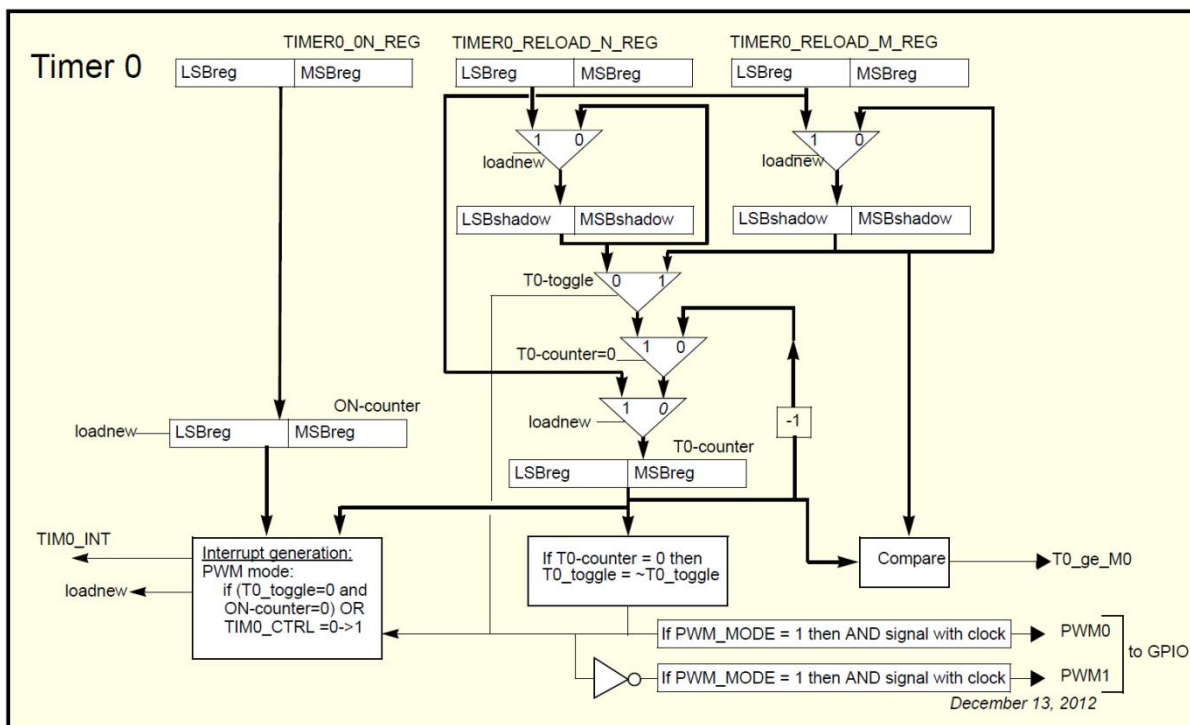 Timer 0
TIMER0_0N_REG
TIMER0_RELOAD_N_REG
TIMER0_RELOAD_M_REG
LSBreg MSBreg
LSBreg MSBreg
LSBreg MSBreg
1 0
loadnew
1 0
loadnew
LSBshadow MSBshadow
LSBshadow MSBshadow
T0-toggle
0 1
T0-counter=0
1 0
loadnew
1 0
-1
ON-counter
loadnew
LSBreg MSBreg
T0-counter
LSBreg MSBreg
TIM0_INT
loadnew
Interrupt generation:
PWM mode:
if (T0_toggle=0 and
ON-counter=0) OR
TIM0_CTRL =0->1
If T0-counter = 0 then
T0_toggle = ~T0_toggle
Compare
T0_ge_M0
If PWM_MODE = 1 then AND signal with clock
PWM0
If PWM_MODE = 1 then AND signal with clock
PWM1
to GPIO
December 13, 2012